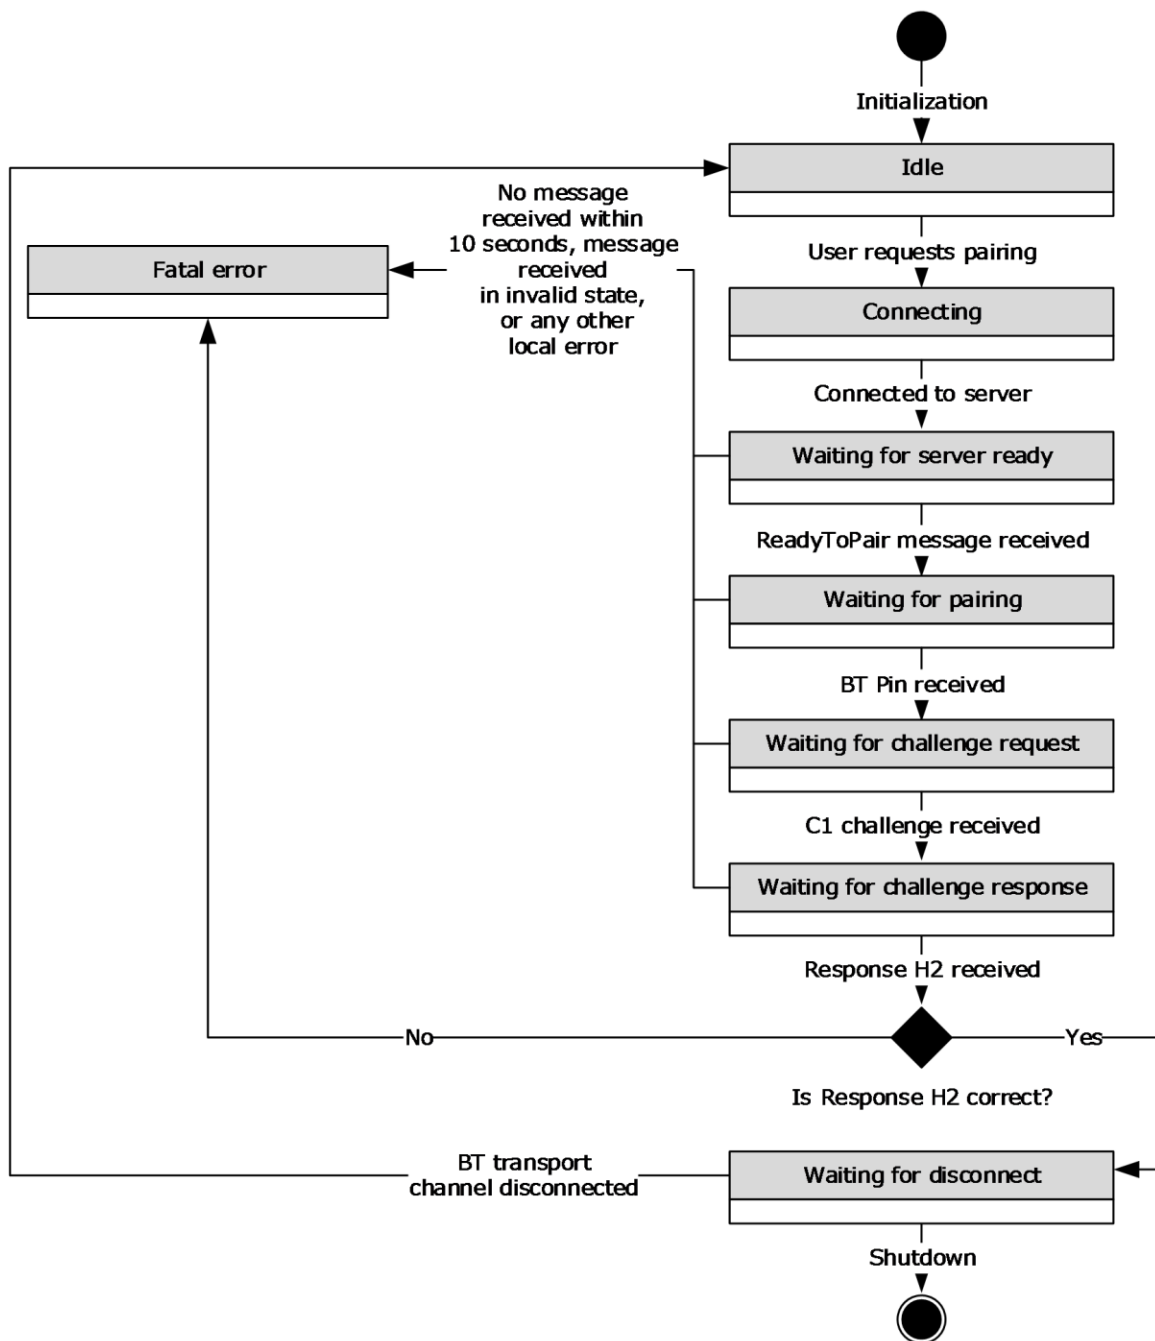 Initialization
Idle
No message
received within
10 seconds, message
received
in invalid state,
or any other
local error
User requests pairing
Fatal error
Connecting
Connected to server
Waiting for server ready
ReadyToPair message received
Waiting for pairing
BT Pin received
Waiting for challenge request
C1 challenge received
Waiting for challenge response
Response H2 received
No
Yes
Is Response H2 correct?
BT transport
channel disconnected
Waiting for disconnect
Shutdown